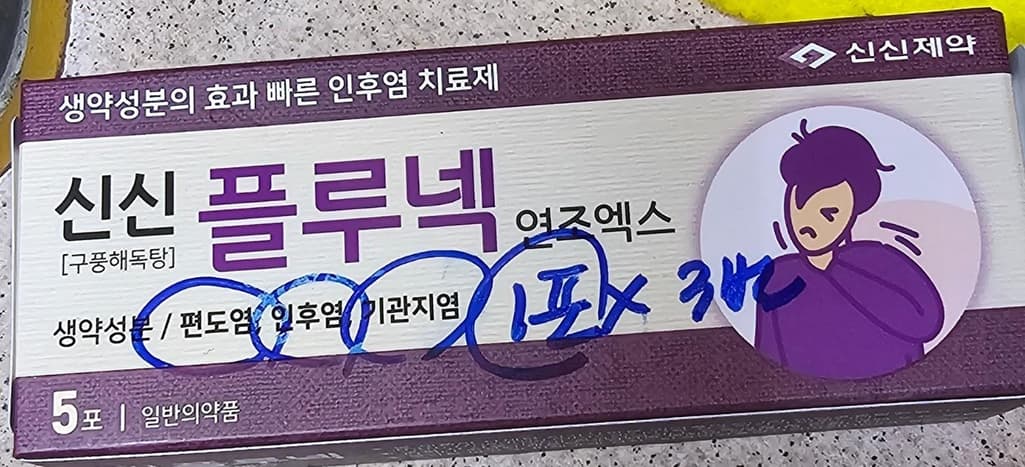 신신제약
생약성분의 효과 빠른 인후염 치료제
신신 플루넥 연조엑스
[구풍해독탕]
생약성분 / 편도염, 인후염, 기관지염
1포 x 3번
5포 | 일반의약품
플루넥